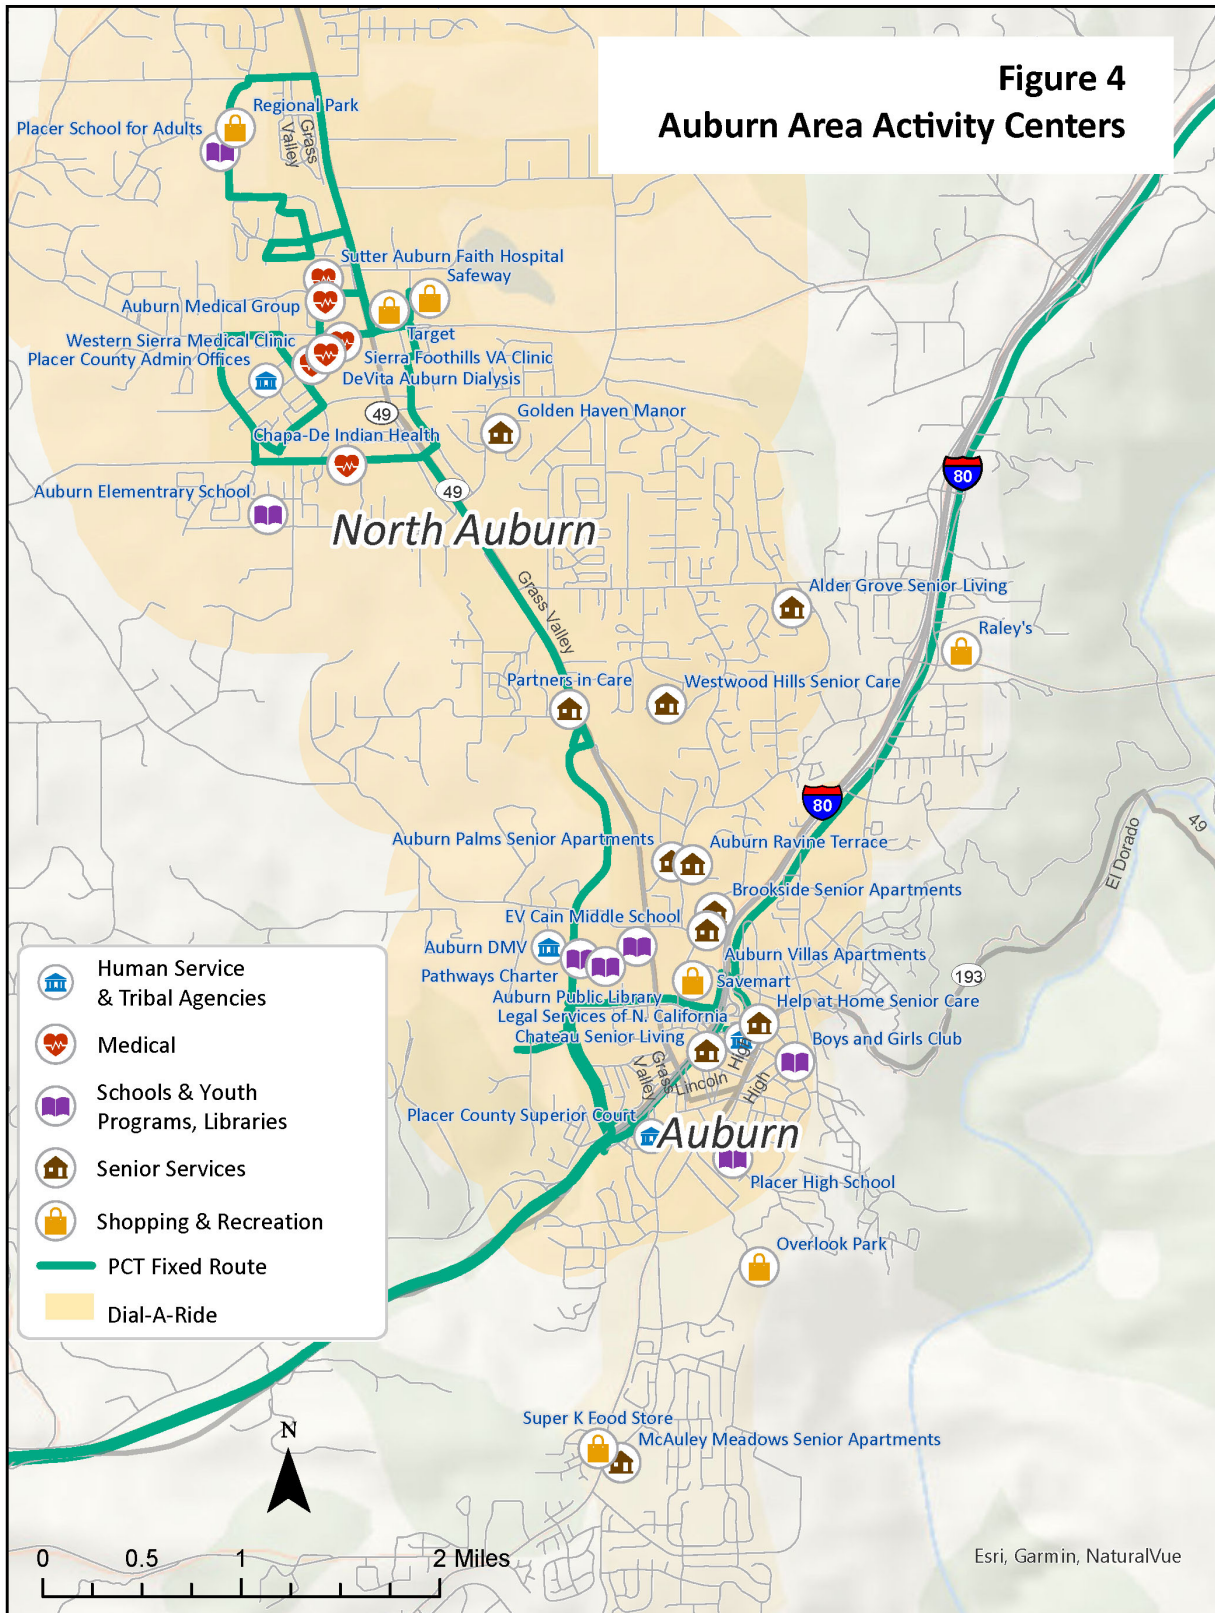 Figure 4
Auburn Area Activity Centers
Regional Park
Placer School for Adults
Grass
Valley
Sutter Auburn Faith Hospital
Safeway
Auburn Medical Group
Target
Western Sierra Medical Clinic
Placer County Admin Offices
Sierra Foothills VA Clinic
DeVita Auburn Dialysis
49
Golden Haven Manor
Chapa-De Indian Health
80
Auburn Elementrary School
49
North Auburn
Grass Valley
Alder Grove Senior Living
Raley's
Partners in Care
Westwood Hills Senior Care
80
49
El Dorado
Auburn Palms Senior Apartments
Auburn Ravine Terrace
Brookside Senior Apartments
EV Cain Middle School
Auburn DMV
Auburn Villas Apartments
Pathways Charter
Savemart
193
Auburn Public Library
Help at Home Senior Care
Legal Services of N. California
Chateau Senior Living
Boys and Girls Club
High
Grass
Valley
Lincoln
High
Placer County Superior Court
Auburn
Placer High School
Overlook Park
Super K Food Store
McAuley Meadows Senior Apartments
Human Service
& Tribal Agencies
Medical
Schools & Youth
Programs, Libraries
Senior Services
Shopping & Recreation
PCT Fixed Route
Dial-A-Ride
N
0 0.5 1 2 Miles
Esri, Garmin, NaturalVue